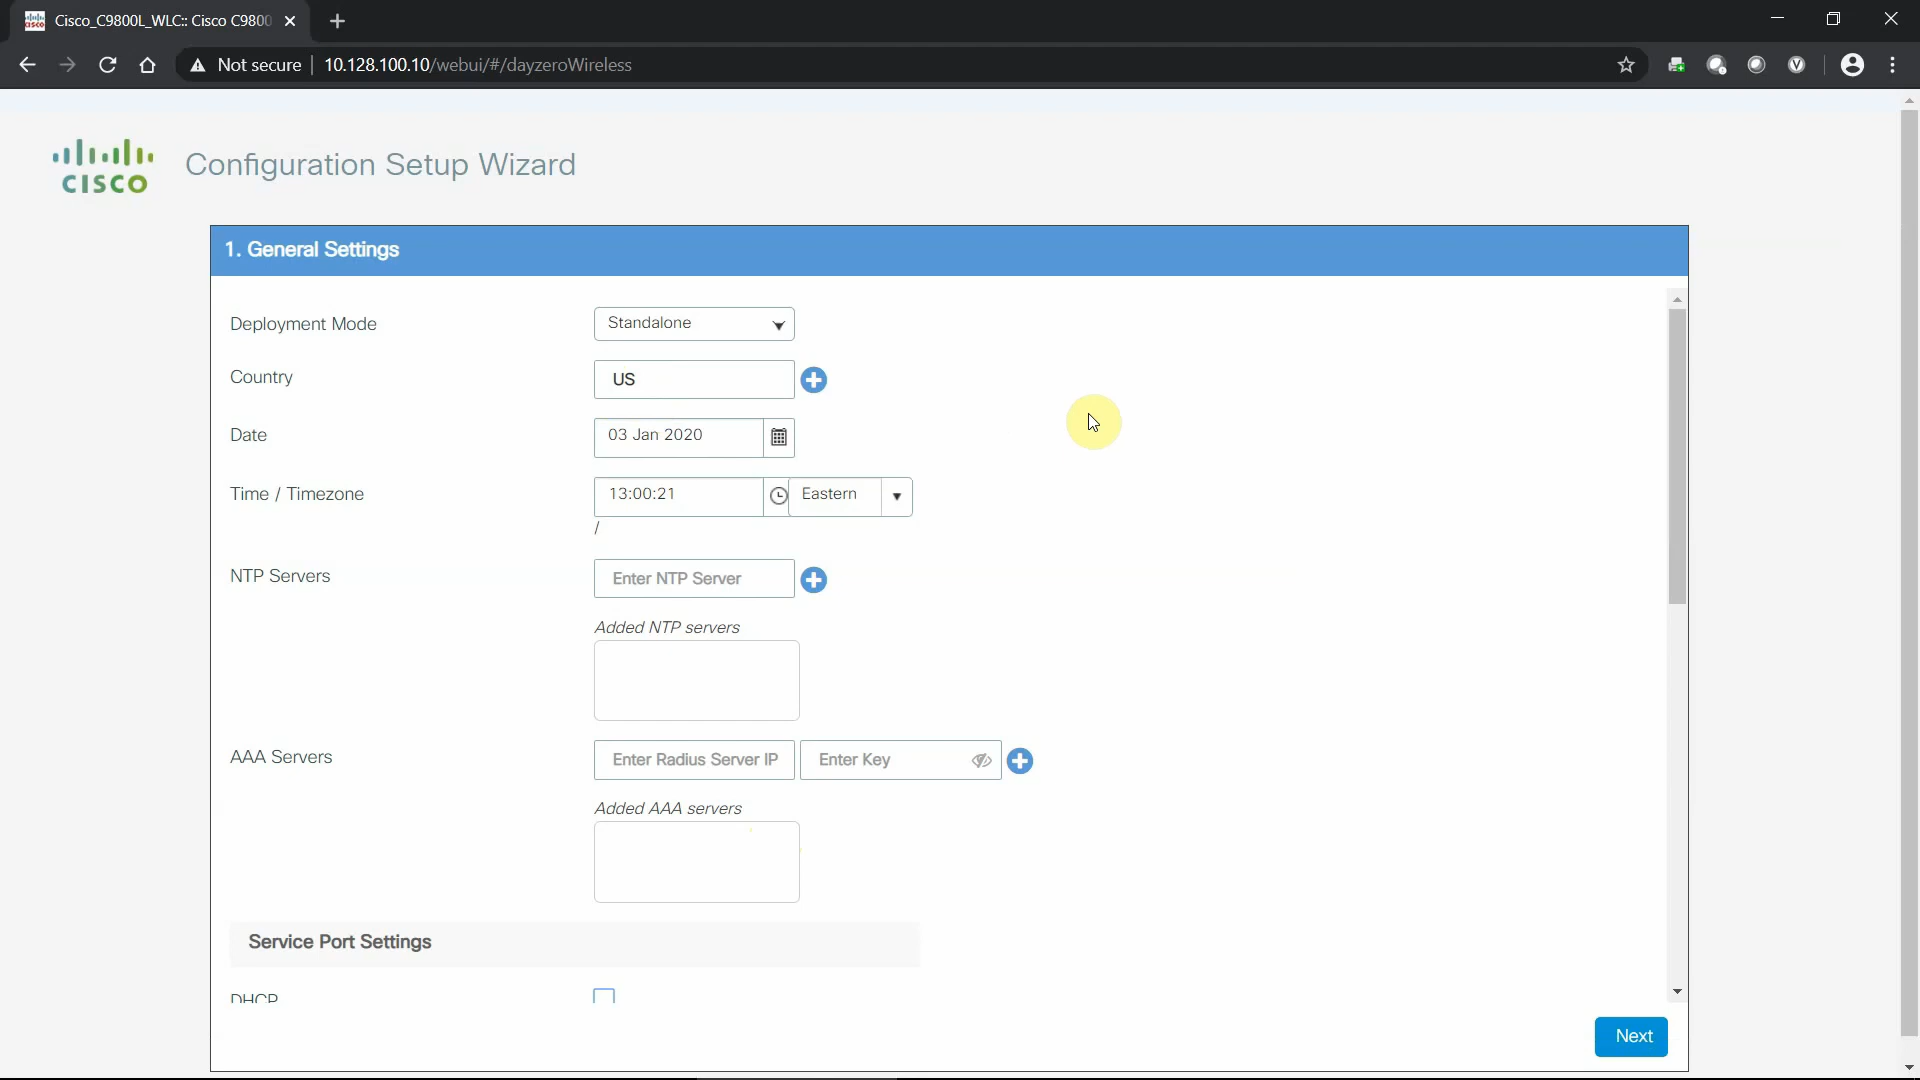 Cisco_C9800L_WLC:: Cisco C9800
Not secure 10.128.100.10/webui/#/dayzeroWireless
CISCO Configuration Setup Wizard
1. General Settings
Deployment Mode Standalone
Country US
Date 03 Jan 2020
Time / Timezone 13:00:21 Eastern
/
NTP Servers Enter NTP Server
Added NTP servers
AAA Servers Enter Radius Server IP Enter Key
Added AAA servers
Service Port Settings
DHCP
Next